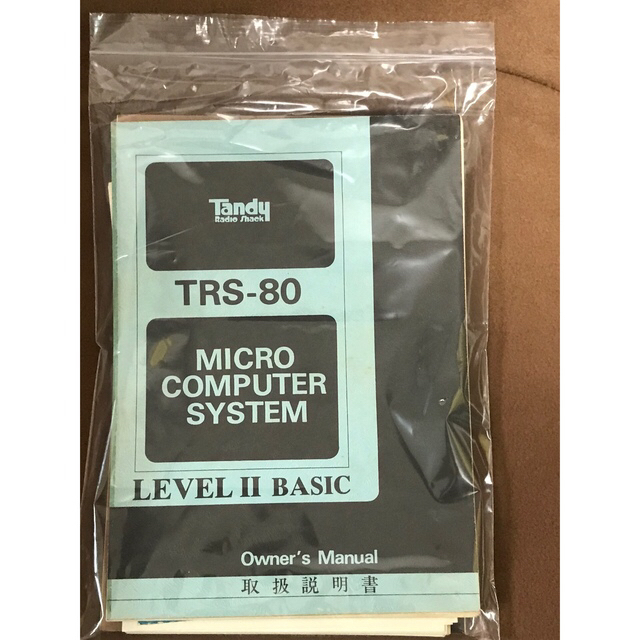 Tandy
Radio Shack
TRS-80
MICRO
COMPUTER
SYSTEM
LEVEL II BASIC
Owner's Manual
取扱説明書